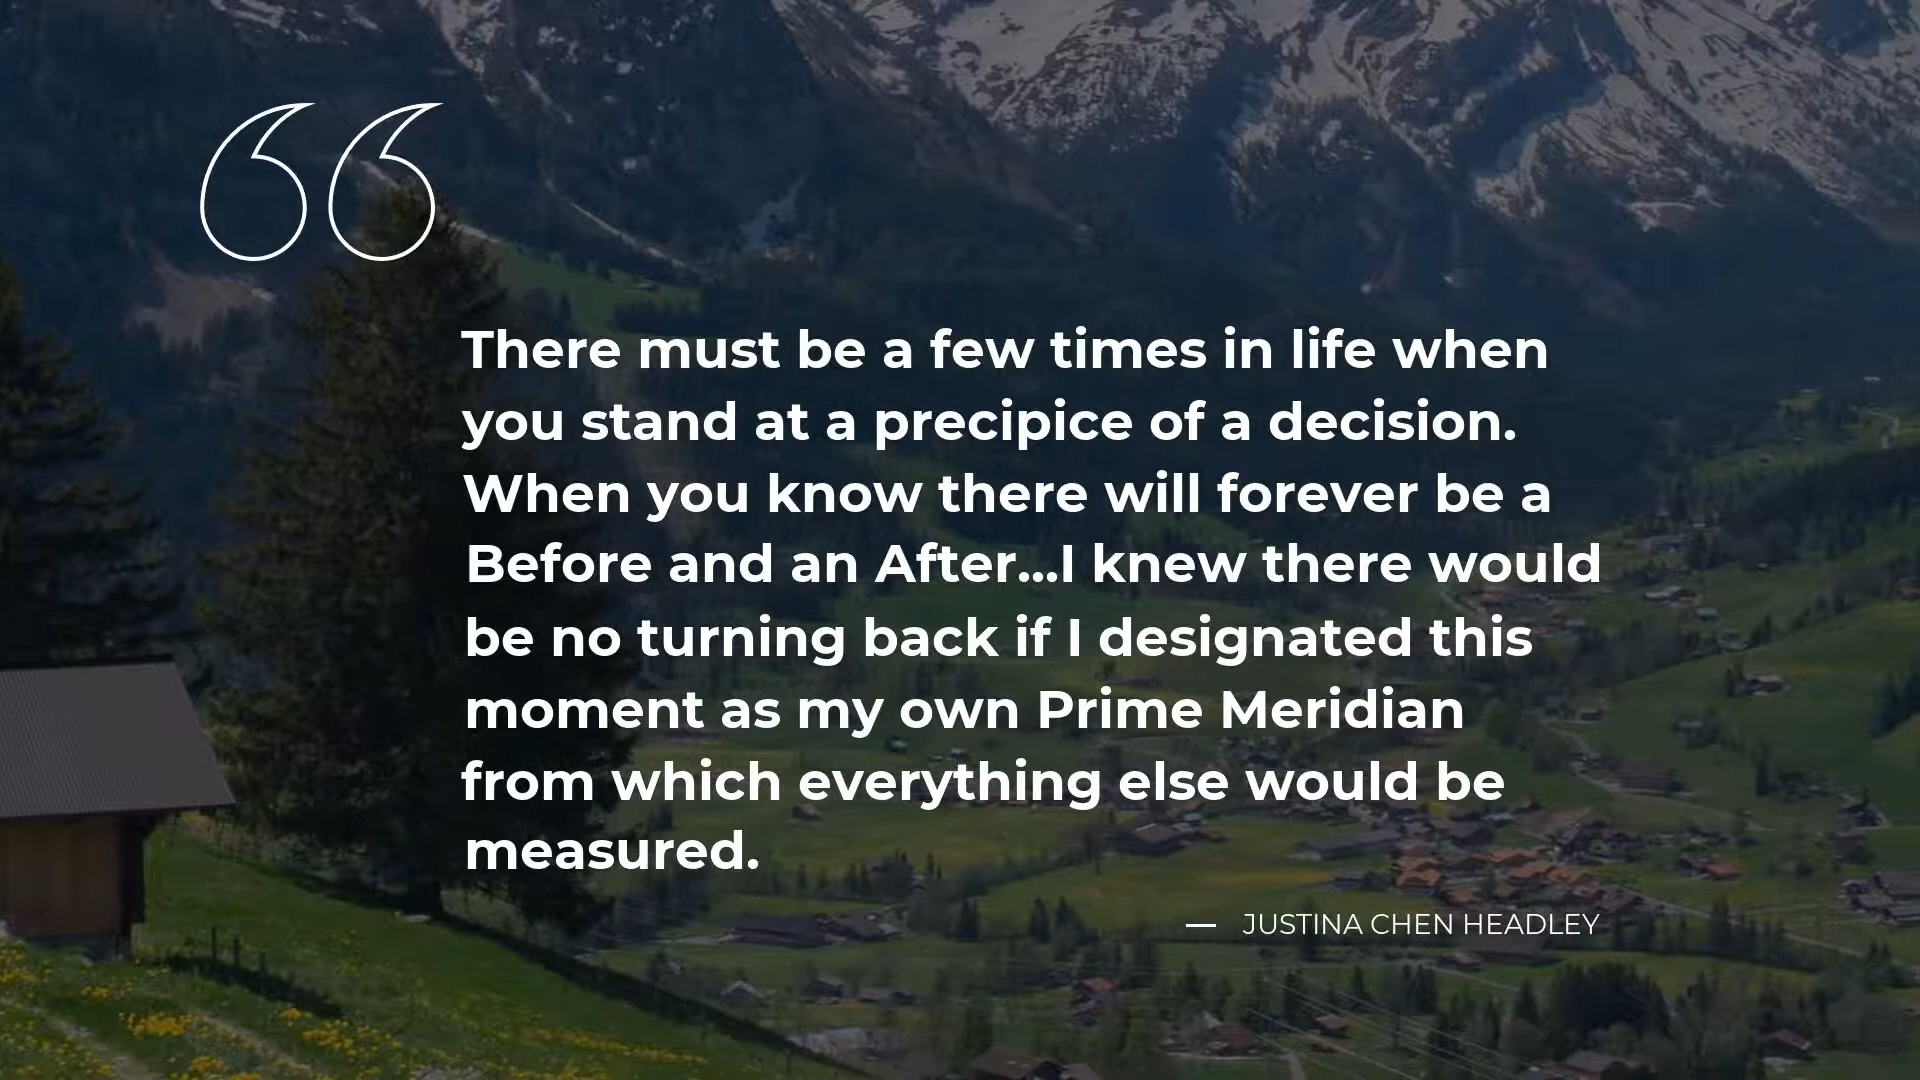 There must be a few times in life when
you stand at a precipice of a decision.
When you know there will forever be a
Before and an After...I knew there would
be no turning back if I designated this
moment as my own Prime Meridian
from which everything else would be
measured.
— JUSTINA CHEN HEADLEY